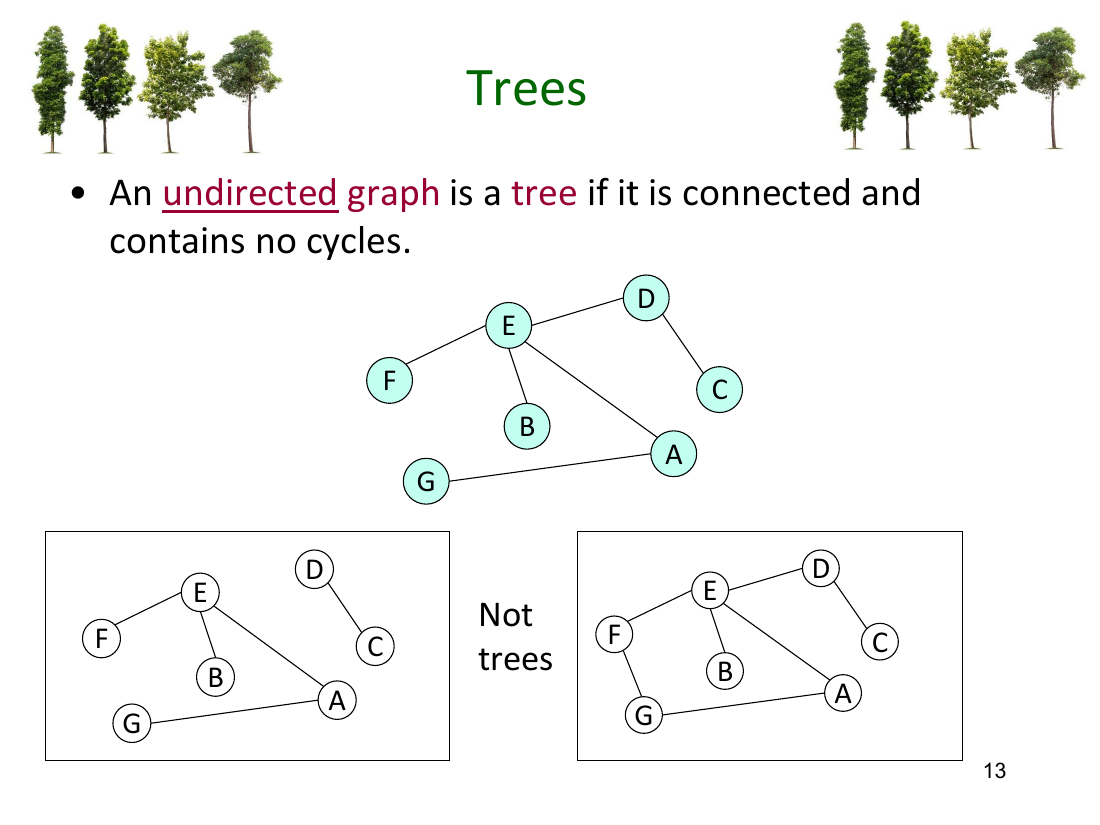 Trees
• An undirected graph is a tree if it is connected and
contains no cycles.
D
E
F
C
B
A
G
D
E
F
C
B
A
G
Not
trees
D
E
F
C
B
A
G
13